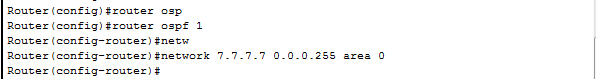 Router(config)#router osp
Router(config)#router ospf 1
Router(config-router)#netw
Router(config-router)#network 7.7.7.7 0.0.0.255 area 0
Router(config-router)#